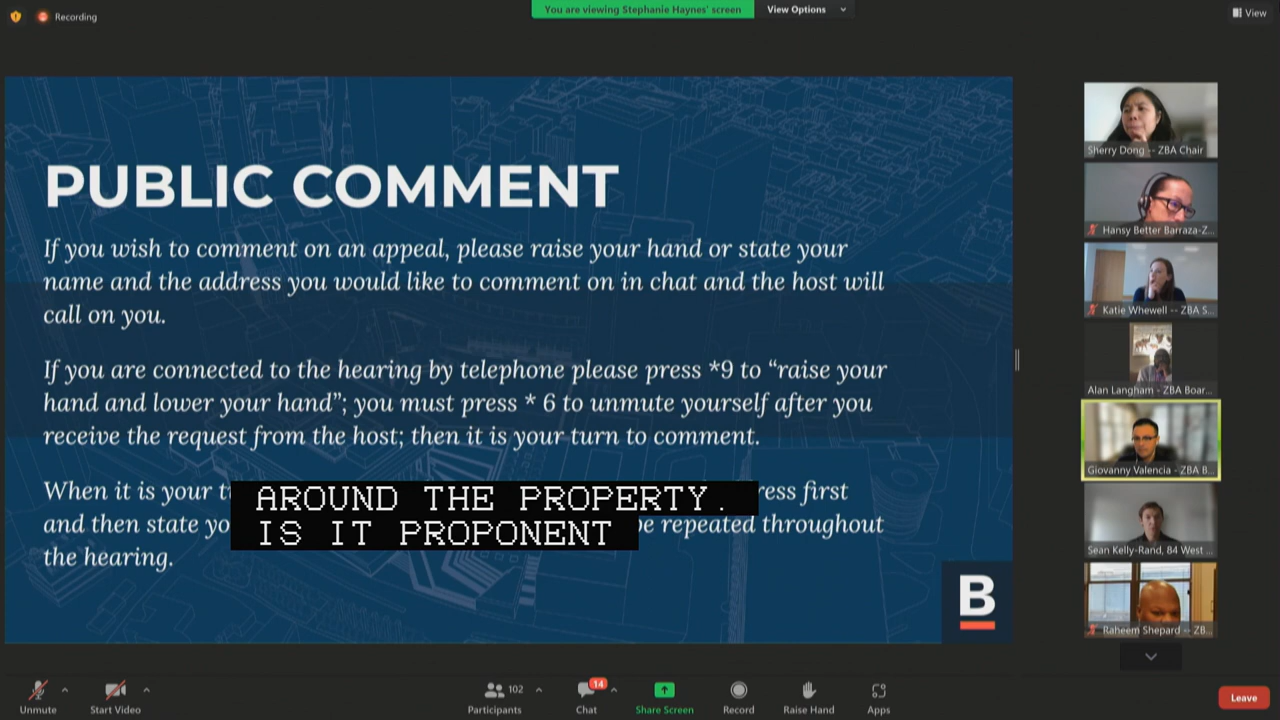 Recording
You are viewing Stephanie Haynes' screen
View Options
View
PUBLIC COMMENT
If you wish to comment on an appeal, please raise your hand or state your
name and the address you would like to comment on in chat and the host will
call on you.
If you are connected to the hearing by telephone please press *9 to “raise your
hand and lower your hand”; you must press * 6 to unmute yourself after you
receive the request from the host; then it is your turn to comment.
When it is your
first
and then state
be repeated throughout
the hearing.
AROUND THE PROPERTY.
IS IT PROPONENT
B
Sherry Dong -- ZBA Chair
Hansy Better Barraza-Z...
Katie Whewell -- ZBA S...
Alan Langham - ZBA Boar...
Giovanny Valencia - ZBA B...
Sean Kelly-Rand, 84 West ...
Raheem Shepard -- ZB...
Unmute
Start Video
102
Participants
14
Chat
Share Screen
Record
Raise Hand
Apps
Leave